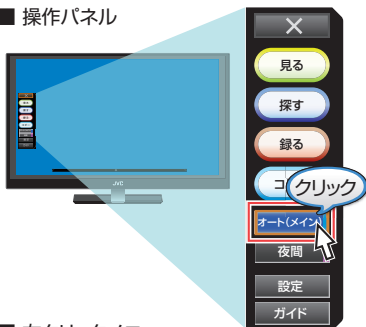 ■ 操作パネル
×
見る
探す
録る
コ
クリック
オート(メイン)
夜間
設定
ガイド
JVC